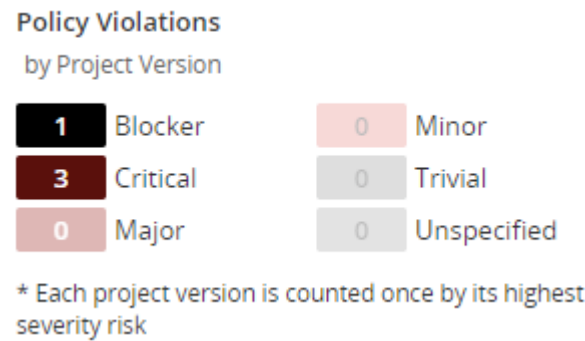 Policy Violations
by Project Version
1 Blocker 0 Minor
3 Critical 0 Trivial
0 Major 0 Unspecified
* Each project version is counted once by its highest
severity risk